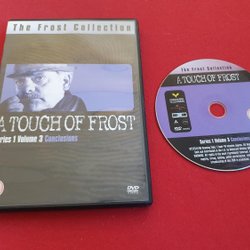 The Frost Collection
A TOUCH OF FROST
Series 1 Volume 3 Conclusions
DVD
The Frost Collection
A TOUCH OF FROST
Series 1 Volume 3 Conclusions